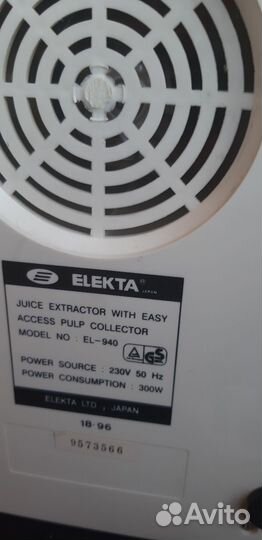 ELEKTA®
JAPAN
JUICE EXTRACTOR WITH EASY
ACCESS PULP COLLECTOR
MODEL NO : EL-940
POWER SOURCE : 230V 50 Hz
POWER CONSUMPTION : 300W
GS
ELEKTA LTD., JAPAN
18-96
9573566
Avito